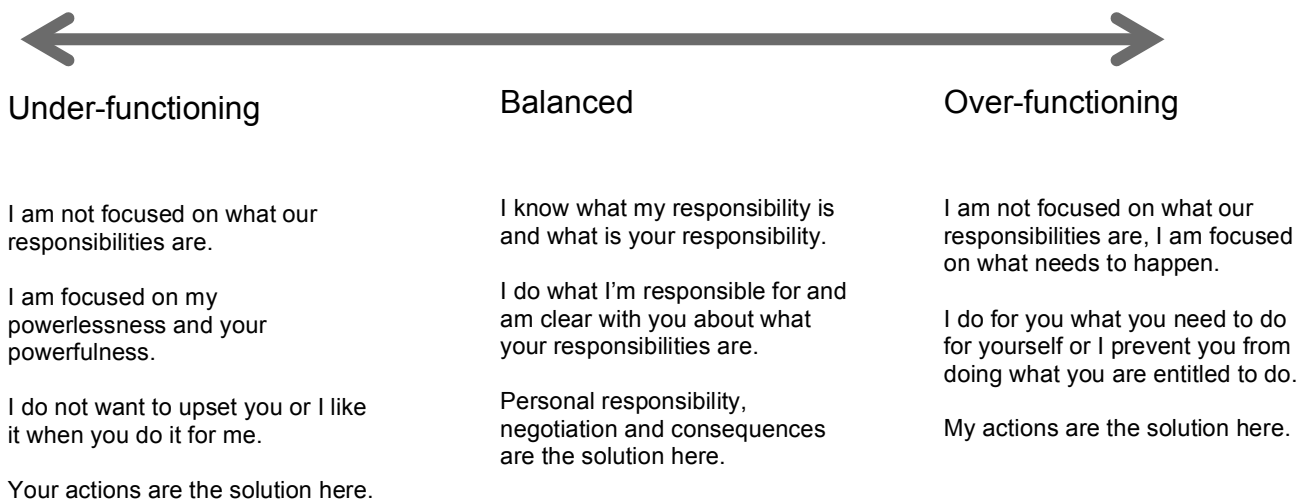 Under-functioning
I am not focused on what our
responsibilities are.
I am focused on my
powerlessness and your
powerfulness.
I do not want to upset you or I like
it when you do it for me.
Your actions are the solution here.
Balanced
I know what my responsibility is
and what is your responsibility.
I do what I’m responsible for and
am clear with you about what
your responsibilities are.
Personal responsibility,
negotiation and consequences
are the solution here.
Over-functioning
I am not focused on what our
responsibilities are, I am focused
on what needs to happen.
I do for you what you need to do
for yourself or I prevent you from
doing what you are entitled to do.
My actions are the solution here.